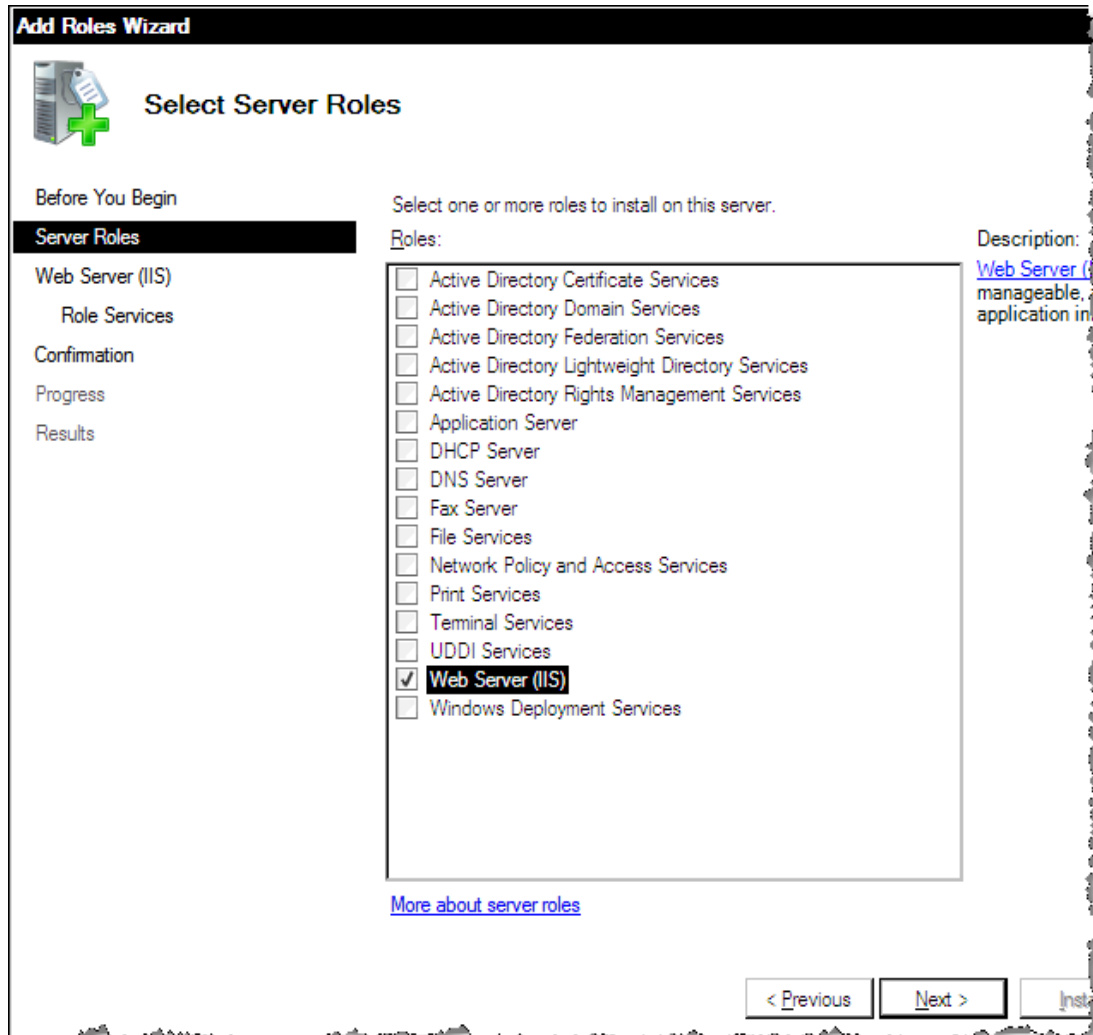 Add Roles Wizard
Select Server Roles
Before You Begin
Server Roles
Web Server (IIS)
Role Services
Confirmation
Progress
Results
Select one or more roles to install on this server.
Roles:
Active Directory Certificate Services
Active Directory Domain Services
Active Directory Federation Services
Active Directory Lightweight Directory Services
Active Directory Rights Management Services
Application Server
DHCP Server
DNS Server
Fax Server
File Services
Network Policy and Access Services
Print Services
Terminal Services
UDDI Services
Web Server (IIS)
Windows Deployment Services
More about server roles
Description:
Web Server (
manageable,
application in
< Previous
Next >
Inst